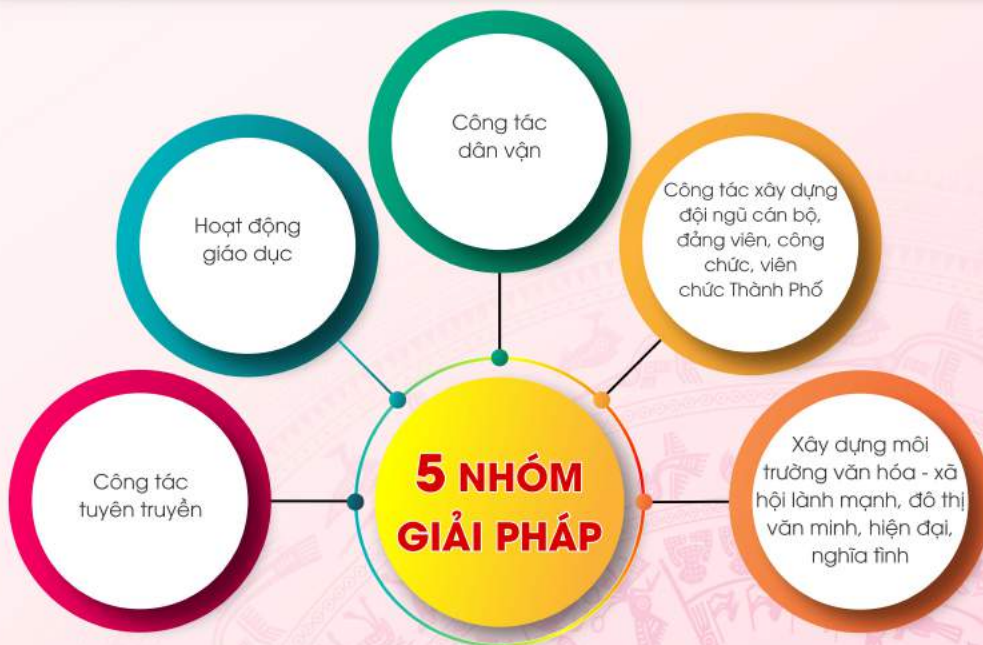 Công tác
dân vận
Hoạt động
giáo dục
Công tác xây dựng
đội ngũ cán bộ,
đảng viên, công
chức, viên
chức Thành Phố
Công tác
tuyên truyền
5 NHÓM
GIẢI PHÁP
Xây dựng môi
trường văn hóa - xã
hội lành mạnh, đô thị
văn minh, hiện đại,
nghĩa tình